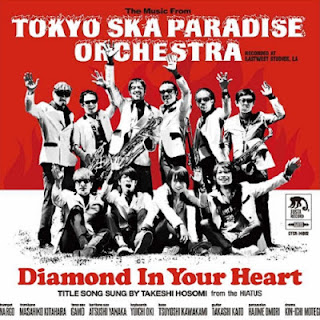 The Music From
TOKYO SKA PARADISE
ORCHESTRA
RECORDED AT
EASTWEST STUDIOS, LA
Diamond In Your Heart
TITLE SONG SUNG BY TAKESHI HOSOMI from the HIATUS
NARGO MASAHIKO KITAHARA GAMO ATSUSHI YANAKA YUICHI OKI TSUYOSHI KAWAKAMI TAKASHI KATO HAJIME OHMORI KIN-ICHI MOTEGI